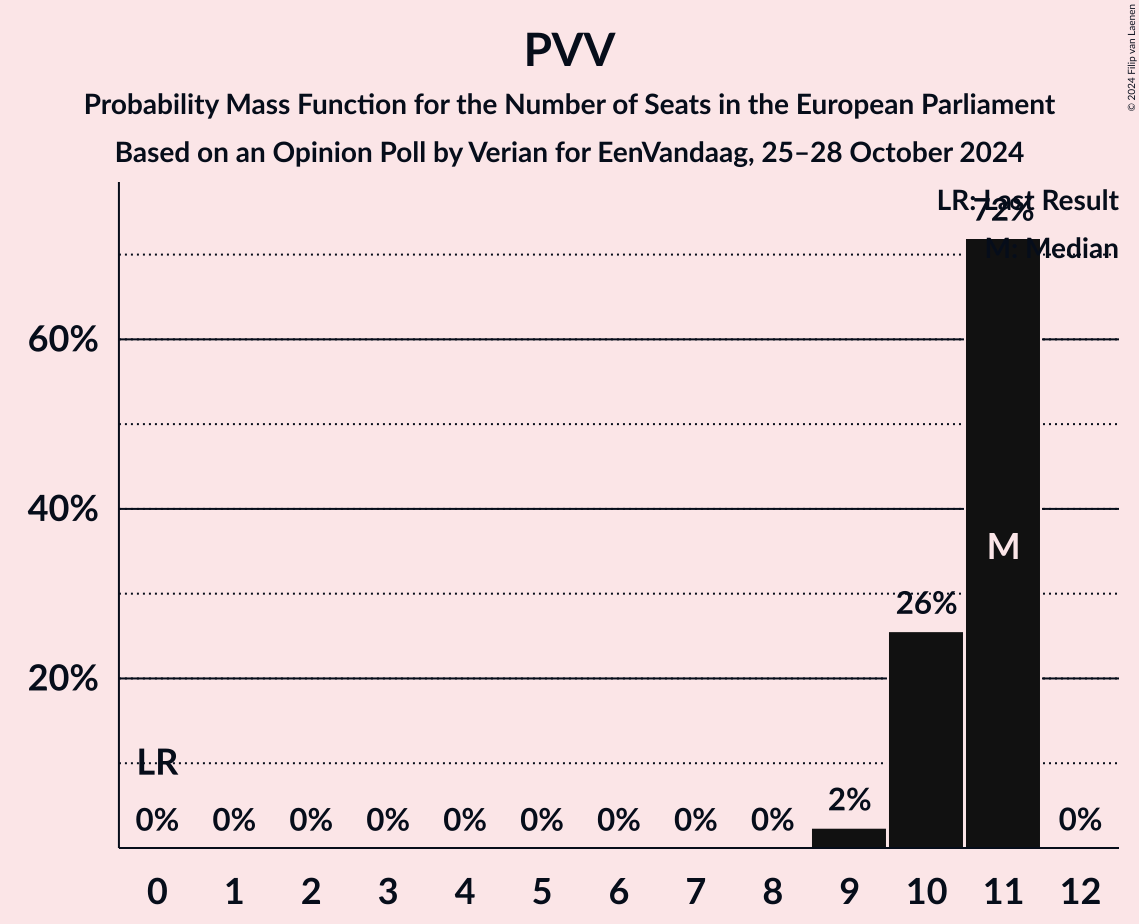 PVV
Probability Mass Function for the Number of Seats in the European Parliament
Based on an Opinion Poll by Verian for EenVandaag, 25–28 October 2024
© 2024 Filip van Laenen
LR: Last Result
M: Median
72%
60%
40%
M
26%
20%
LR
0% 0% 0% 0% 0% 0% 0% 0% 0% 2% 0%
0 1 2 3 4 5 6 7 8 9 10 11 12